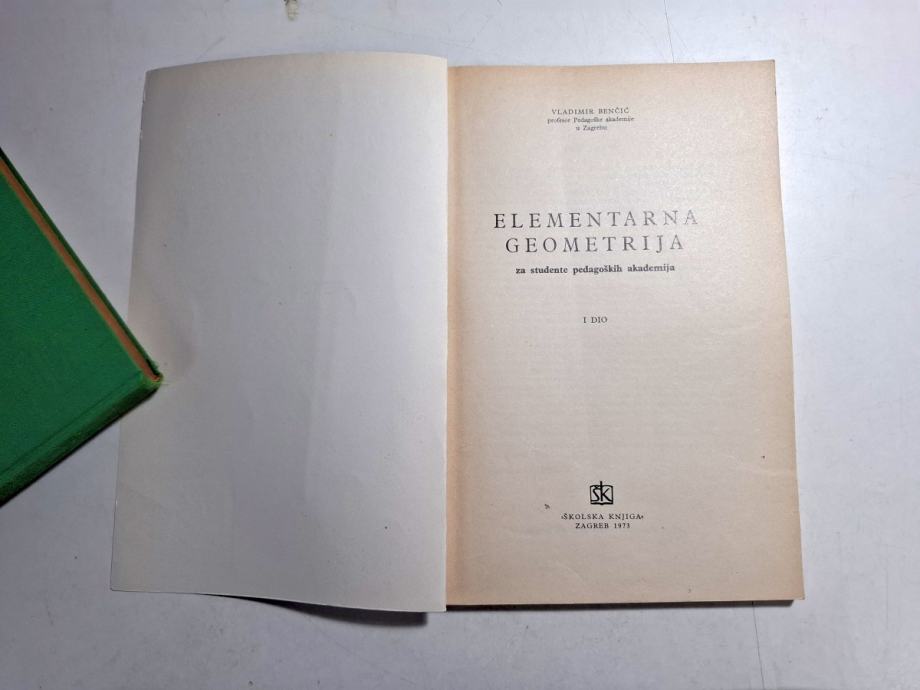 VLADIMIR BENČIĆ
profesor Pedagoške akademije
u Zagrebu
ELEMENTARNA
GEOMETRIJA
za studente pedagoških akademija
I DIO
ŠK
»ŠKOLSKA KNJIGA«
ZAGREB 1973